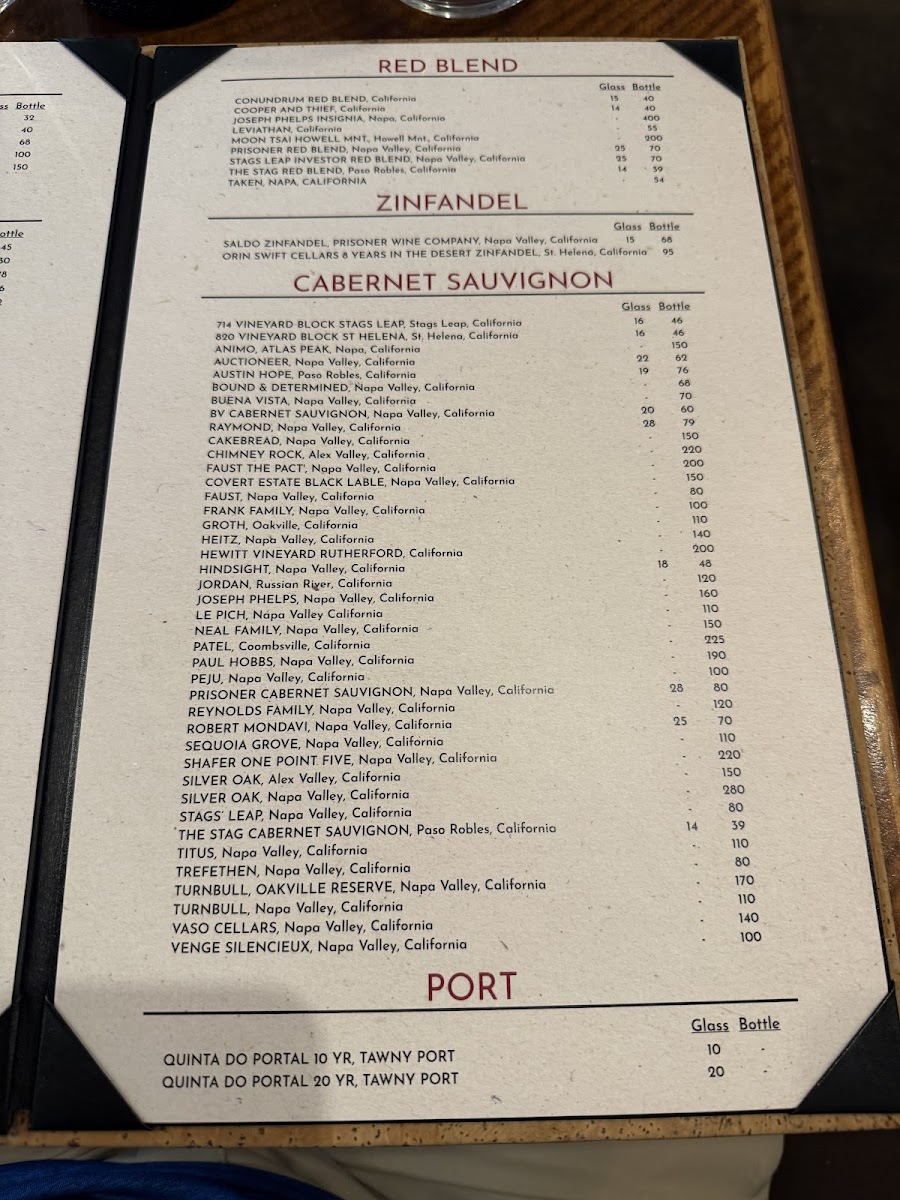 ss Bottle
32
40
68
100
150
ottle
45
30
78
6
RED BLEND
Glass Bottle
CONUNDRUM RED BLEND, California 15 40
COOPER AND THIEF, California 14 40
JOSEPH PHELPS INSIGNIA, Napa, California - 400
LEVIATHAN, California - 55
MOON TSAI HOWELL MNT., Howell Mnt., California - 200
PRISONER RED BLEND, Napa Valley, California 25 70
STAGS LEAP INVESTOR RED BLEND, Napa Valley, California 25 70
THE STAG RED BLEND, Paso Robles, California 14 39
TAKEN, NAPA, CALIFORNIA - 54
ZINFANDEL
Glass Bottle
SALDO ZINFANDEL, PRISONER WINE COMPANY, Napa Valley, California 15 68
ORIN SWIFT CELLARS 8 YEARS IN THE DESERT ZINFANDEL, St. Helena, California 95
CABERNET SAUVIGNON
Glass Bottle
714 VINEYARD BLOCK STAGS LEAP, Stags Leap, California 16 46
820 VINEYARD BLOCK ST HELENA, St, Helena, California 16 46
ANIMO, ATLAS PEAK, Napa, California - 150
AUCTIONEER, Napa Valley, California 22 62
AUSTIN HOPE, Paso Robles, California 19 76
BOUND & DETERMINED, Napa Valley, California - 68
BUENA VISTA, Napa Valley, California - 70
BV CABERNET SAUVIGNON, Napa Valley, California 20 60
RAYMOND, Napa Valley, California 28 79
CAKEBREAD, Napa Valley, California - 150
CHIMNEY ROCK, Alex Valley, California - 220
FAUST THE PACT', Napa Valley, California - 200
COVERT ESTATE BLACK LABLE, Napa Valley, California - 150
FAUST, Napa Valley, California - 80
FRANK FAMILY, Napa Valley, California - 100
GROTH, Oakville, California - 110
HEITZ, Napa Valley, California - 140
HEWITT VINEYARD RUTHERFORD, California - 200
HINDSIGHT, Napa Valley, California 18 48
JORDAN, Russian River, California - 120
JOSEPH PHELPS, Napa Valley, California - 160
LE PICH, Napa Valley California - 110
NEAL FAMILY, Napa Valley, California - 150
PATEL, Coombsville, California - 225
PAUL HOBBS, Napa Valley, California - 190
PEJU, Napa Valley, California - 100
PRISONER CABERNET SAUVIGNON, Napa Valley, California 28 80
REYNOLDS FAMILY, Napa Valley, California - 120
ROBERT MONDAVI, Napa Valley, California 25 70
SEQUOIA GROVE, Napa Valley, California - 110
SHAFER ONE POINT FIVE, Napa Valley, California - 220
SILVER OAK, Alex Valley, California - 150
SILVER OAK, Napa Valley, California - 280
STAGS' LEAP, Napa Valley, California - 80
THE STAG CABERNET SAUVIGNON, Paso Robles, California 14 39
TITUS, Napa Valley, California - 110
TREFETHEN, Napa Valley, California - 80
TURNBULL, OAKVILLE RESERVE, Napa Valley, California - 170
TURNBULL, Napa Valley, California - 110
VASO CELLARS, Napa Valley, California - 140
VENGE SILENCIEUX, Napa Valley, California - 100
PORT
Glass Bottle
QUINTA DO PORTAL 10 YR, TAWNY PORT 10 -
QUINTA DO PORTAL 20 YR, TAWNY PORT 20 -